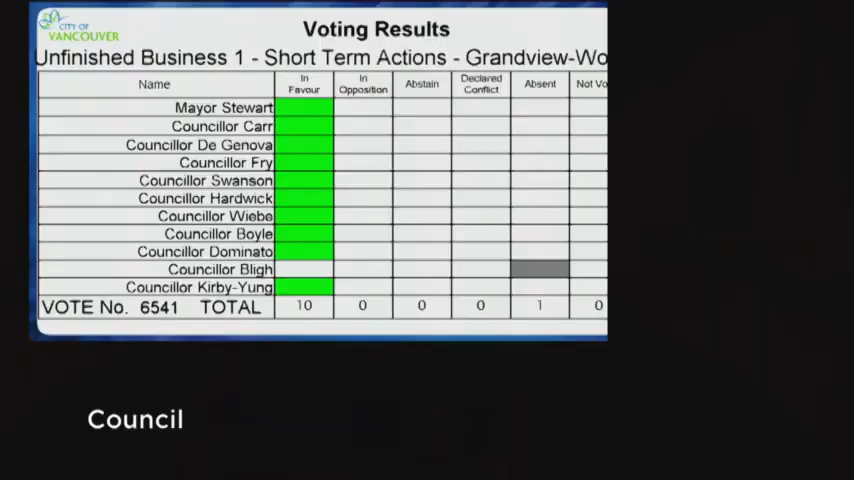 CITY OF
VANCOUVER
Voting Results
Unfinished Business 1 - Short Term Actions - Grandview-Wo
Name In Favour In Opposition Abstain Declared Conflict Absent Not Vo
Mayor Stewart
Councillor Carr
Councillor De Genova
Councillor Fry
Councillor Swanson
Councillor Hardwick
Councillor Wiebe
Councillor Boyle
Councillor Dominato
Councillor Bligh
Councillor Kirby-Yung
VOTE No. 6541 TOTAL 10 0 0 0 1 0
Council